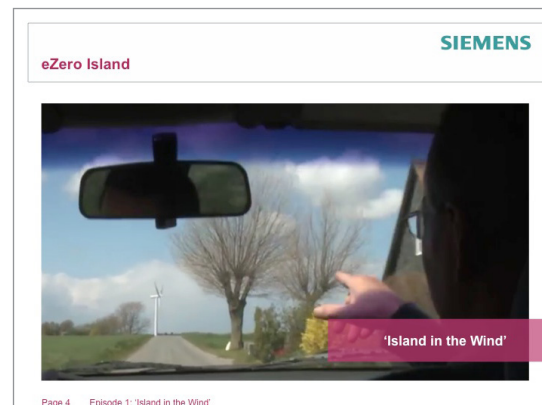 SIEMENS
eZero Island
'Island in the Wind'
Page 4 Episode 1: 'Island in the Wind'